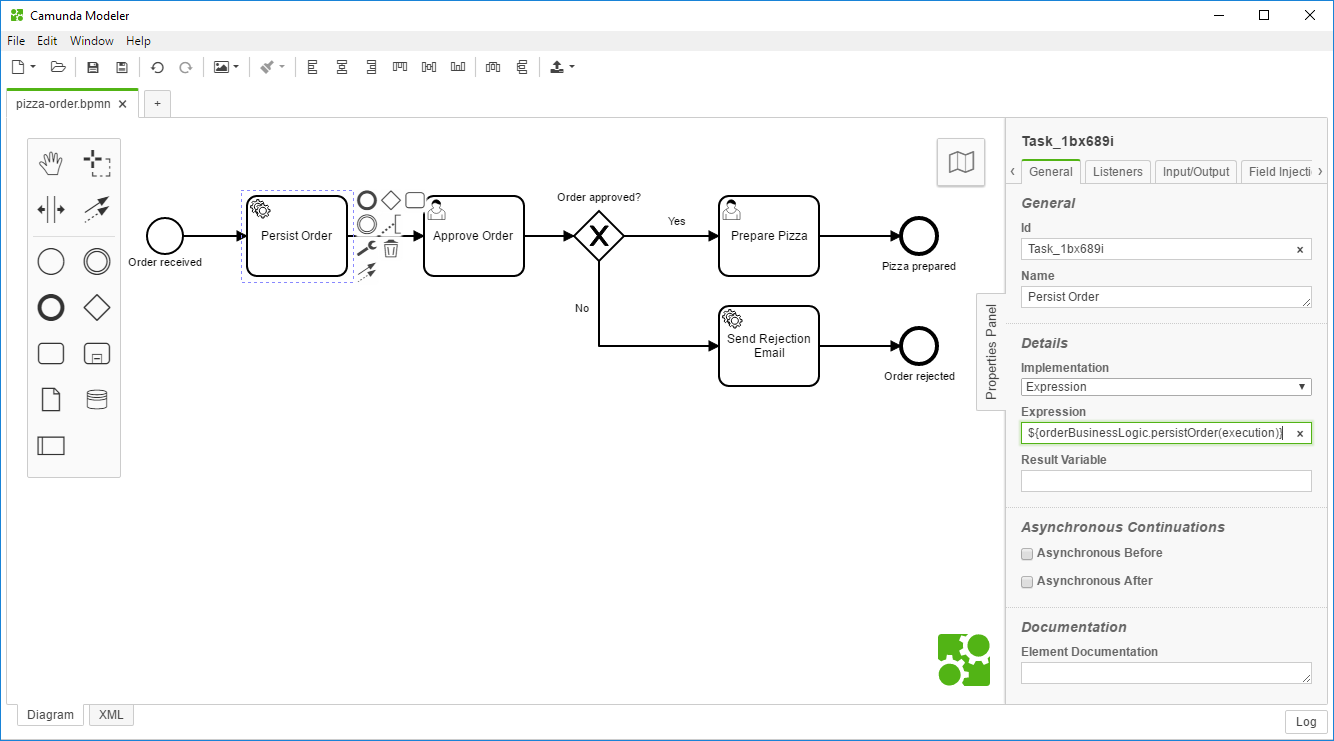 Camunda Modeler
File Edit Window Help
pizza-order.bpmn
+
Order received
Persist Order
Approve Order
Order approved?
Yes
No
Prepare Pizza
Pizza prepared
Send Rejection
Email
Order rejected
Properties Panel
Task_1bx689i
General Listeners Input/Output Field Injecti
General
Id
Task_1bx689i
Name
Persist Order
Details
Implementation
Expression
Expression
${orderBusinessLogic.persistOrder(execution)}
Result Variable
Asynchronous Continuations
Asynchronous Before
Asynchronous After
Documentation
Element Documentation
Diagram XML
Log